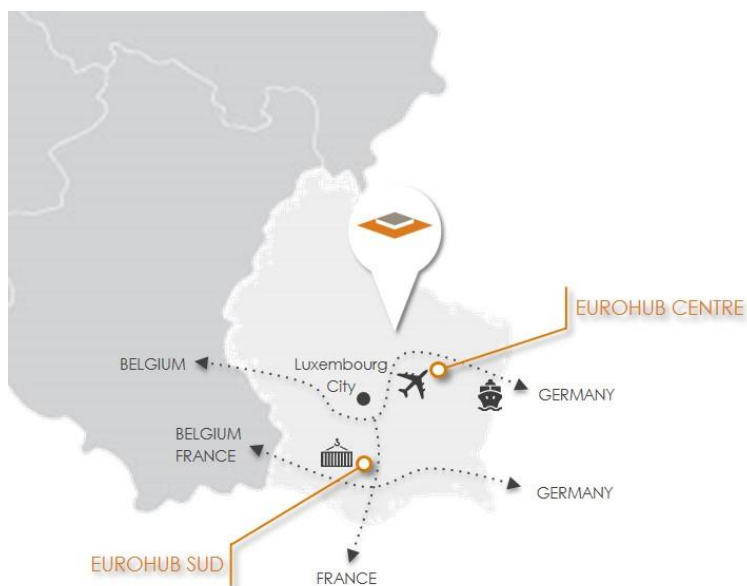 EUROHUB CENTRE
BELGIUM
Luxembourg
City
GERMANY
BELGIUM
FRANCE
GERMANY
EUROHUB SUD
FRANCE